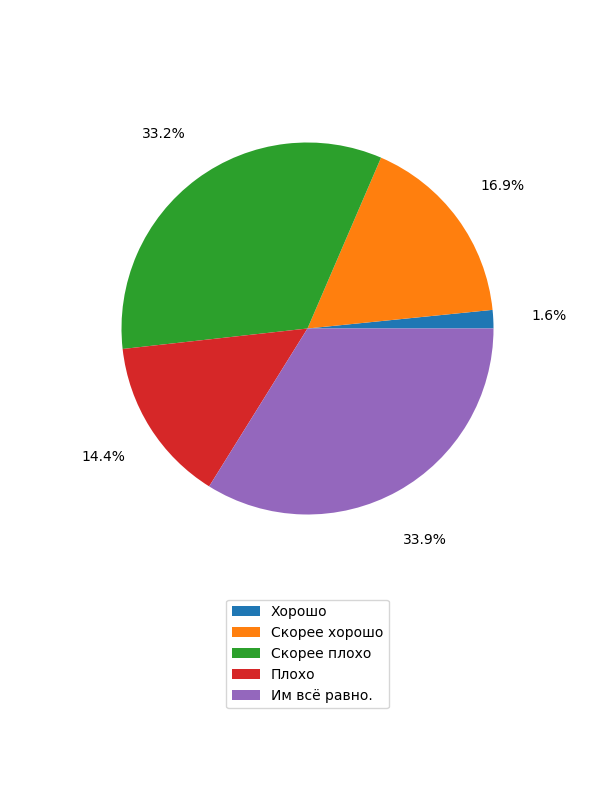 33.2%
16.9%
1.6%
14.4%
33.9%
Хорошо
Скорее хорошо
Скорее плохо
Плохо
Им всё равно.